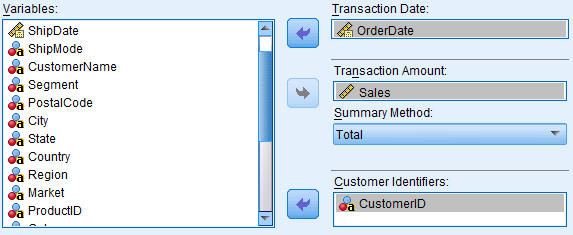 Variables:
ShipDate
ShipMode
CustomerName
Segment
PostalCode
City
State
Country
Region
Market
ProductID
Transaction Date:
OrderDate
Transaction Amount:
Sales
Summary Method:
Total
Customer Identifiers:
CustomerID